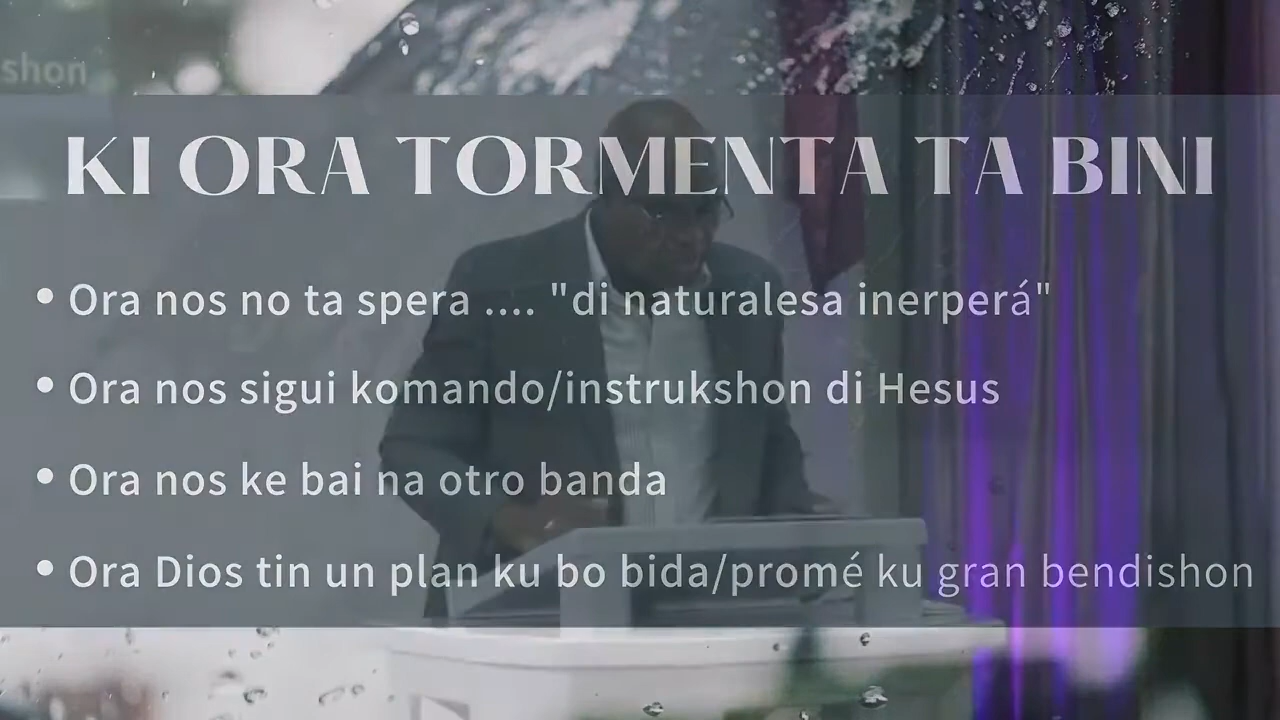 shon
KI ORA TORMENTA TA BINI
• Ora nos no ta spera .... "di naturalesa inerperá"
• Ora nos sigui komando/instrukshon di Hesus
• Ora nos ke bai na otro banda
• Ora Dios tin un plan ku bo bida/promé ku gran bendishon